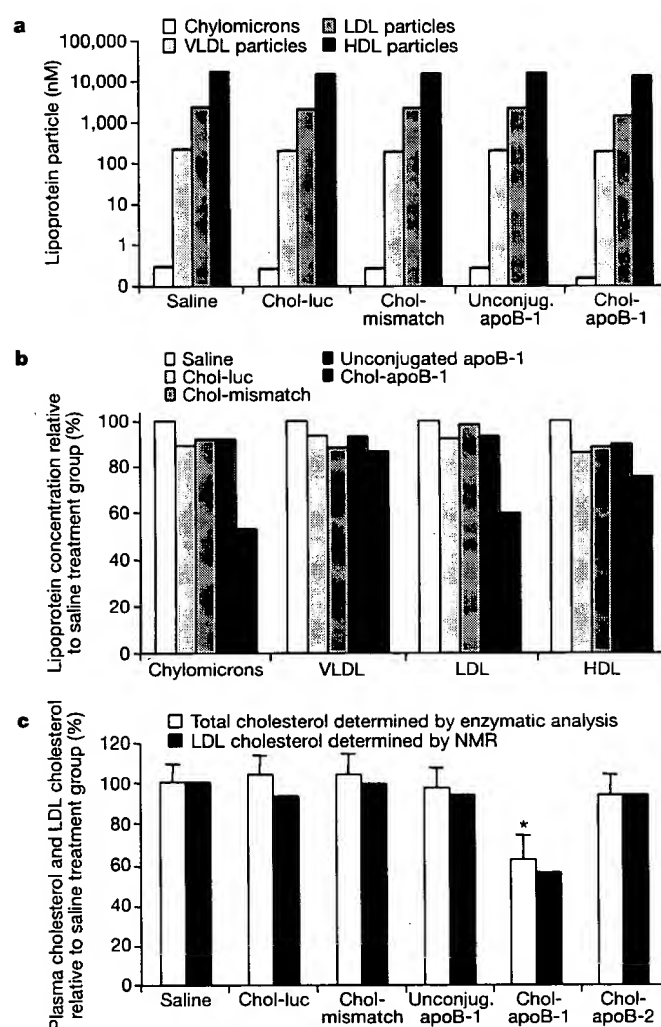 a
Chylomicrons LDL particles
VLDL particles HDL particles
Lipoprotein particle (nM)
100,000
10,000
1,000
100
10
1
0
Saline Chol-luc Chol-mismatch Unconjug. apoB-1 Chol-apoB-1
b
Saline Unconjugated apoB-1
Chol-luc Chol-apoB-1
Chol-mismatch
Lipoprotein concentration relative
to saline treatment group (%)
100
80
60
40
20
0
Chylomicrons VLDL LDL HDL
c
Total cholesterol determined by enzymatic analysis
LDL cholesterol determined by NMR
Plasma cholesterol and LDL cholesterol
relative to saline treatment group (%)
120
100
80
60
40
20
0
*
Saline Chol-luc Chol- Unconjug. Chol- Chol-
mismatch apoB-1 apoB-1 apoB-2